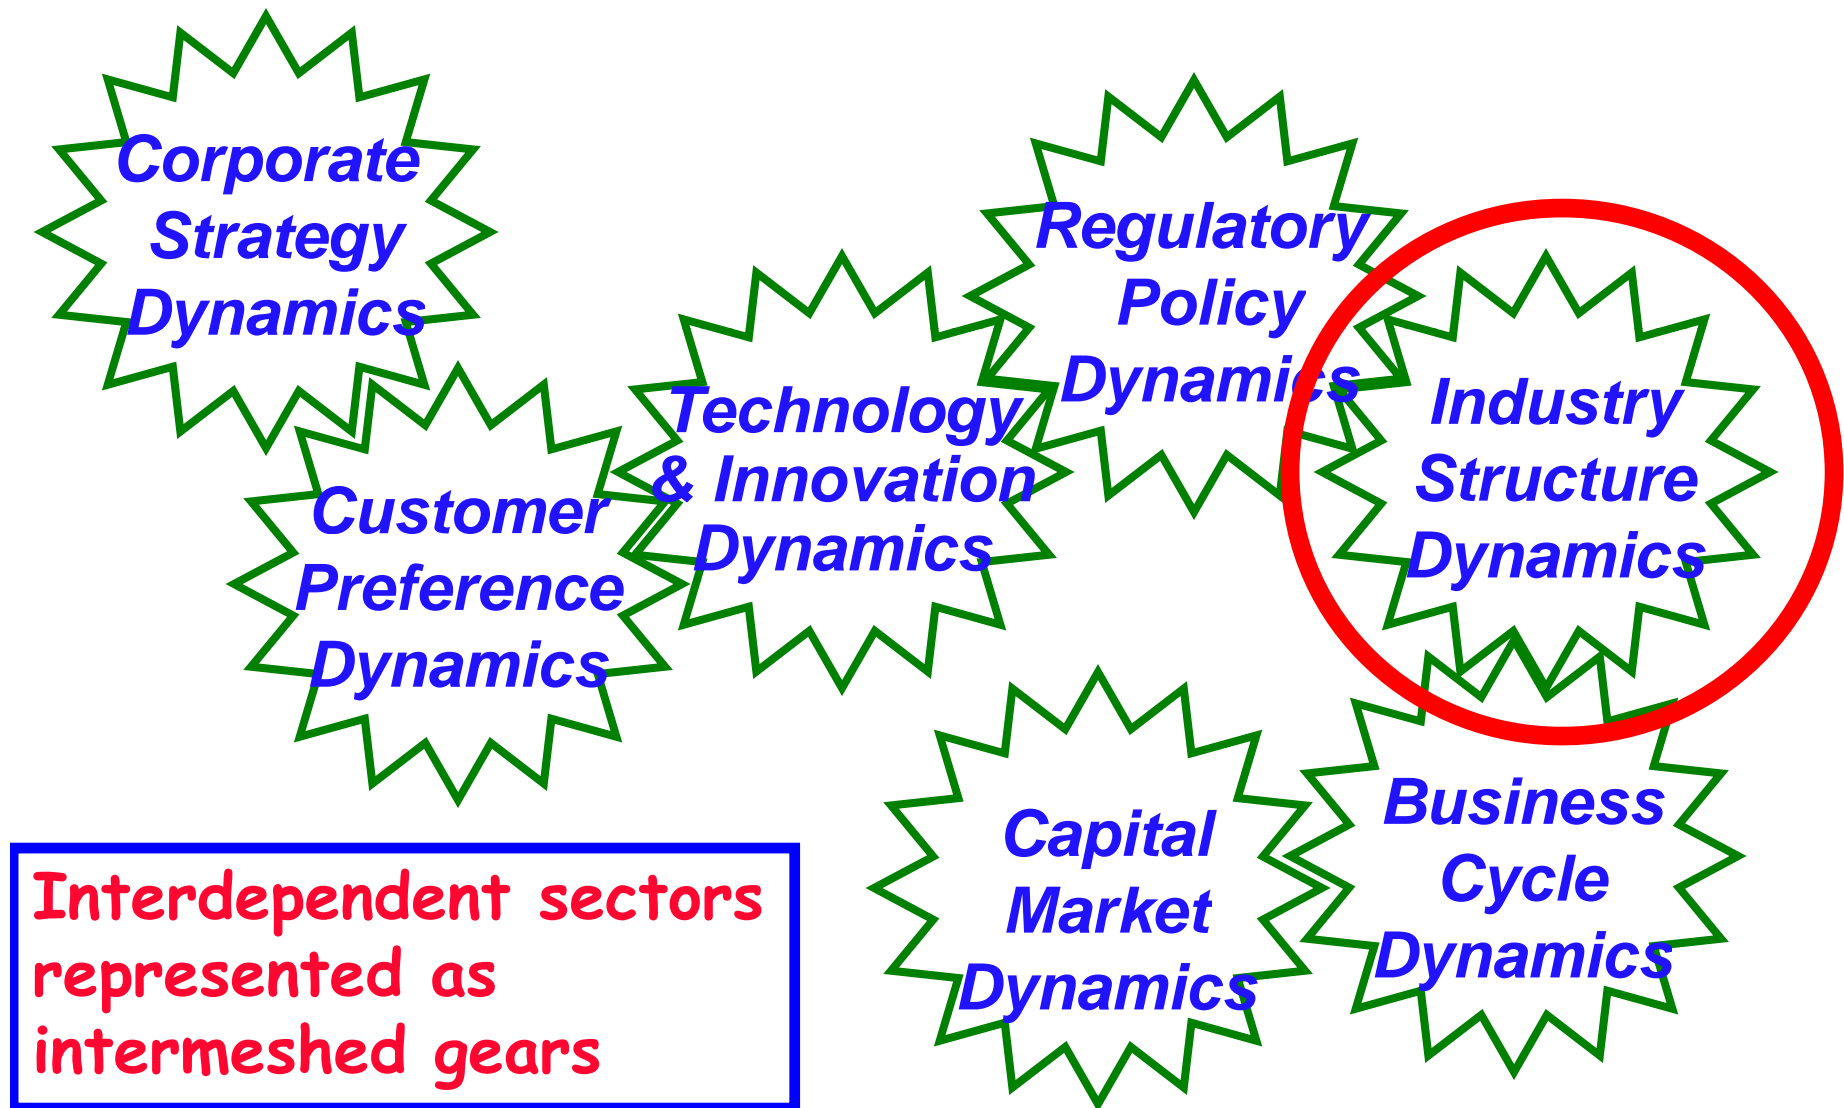 Corporate
Strategy
Dynamics
Customer
Preference
Dynamics
Technology
& Innovation
Dynamics
Regulatory
Policy
Dynamics
Industry
Structure
Dynamics
Capital
Market
Dynamics
Business
Cycle
Dynamics
Interdependent sectors
represented as
intermeshed gears